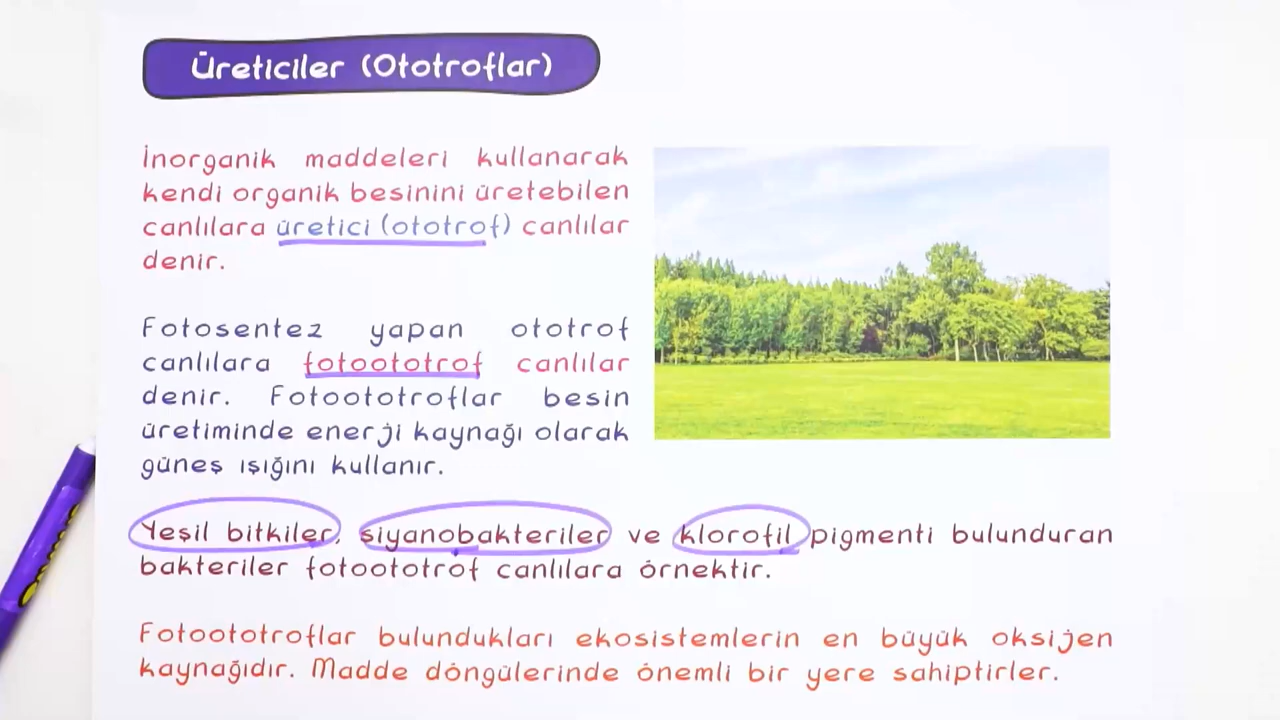 Üreticiler (Ototroflar)
İnorganik maddeleri kullanarak
kendi organik besinini üretebilen
canlılara üretici (ototrof) canlılar
denir.
Fotosentez yapan ototrof
canlılara fotoototrof canlılar
denir. Fotoototroflar besin
üretiminde enerji kaynağı olarak
güneş ışığını kullanır.
Yeşil bitkiler, siyanobakteriler ve klorofil pigmenti bulunduran
bakteriler fotoototrof canlılara örnektir.
Fotoototroflar bulundukları ekosistemlerin en büyük oksijen
kaynağıdır. Madde döngülerinde önemli bir yere sahiptirler.